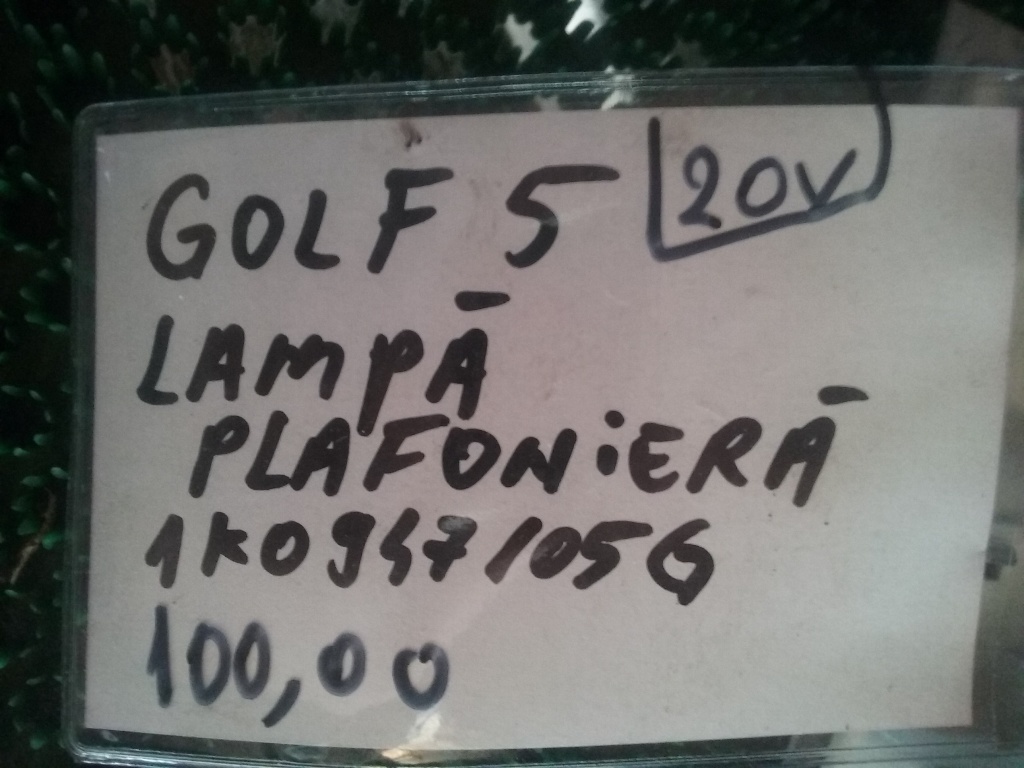 GOLF 5 20V
LAMPĂ
PLAFONiERĂ
1K0947105G
100,00